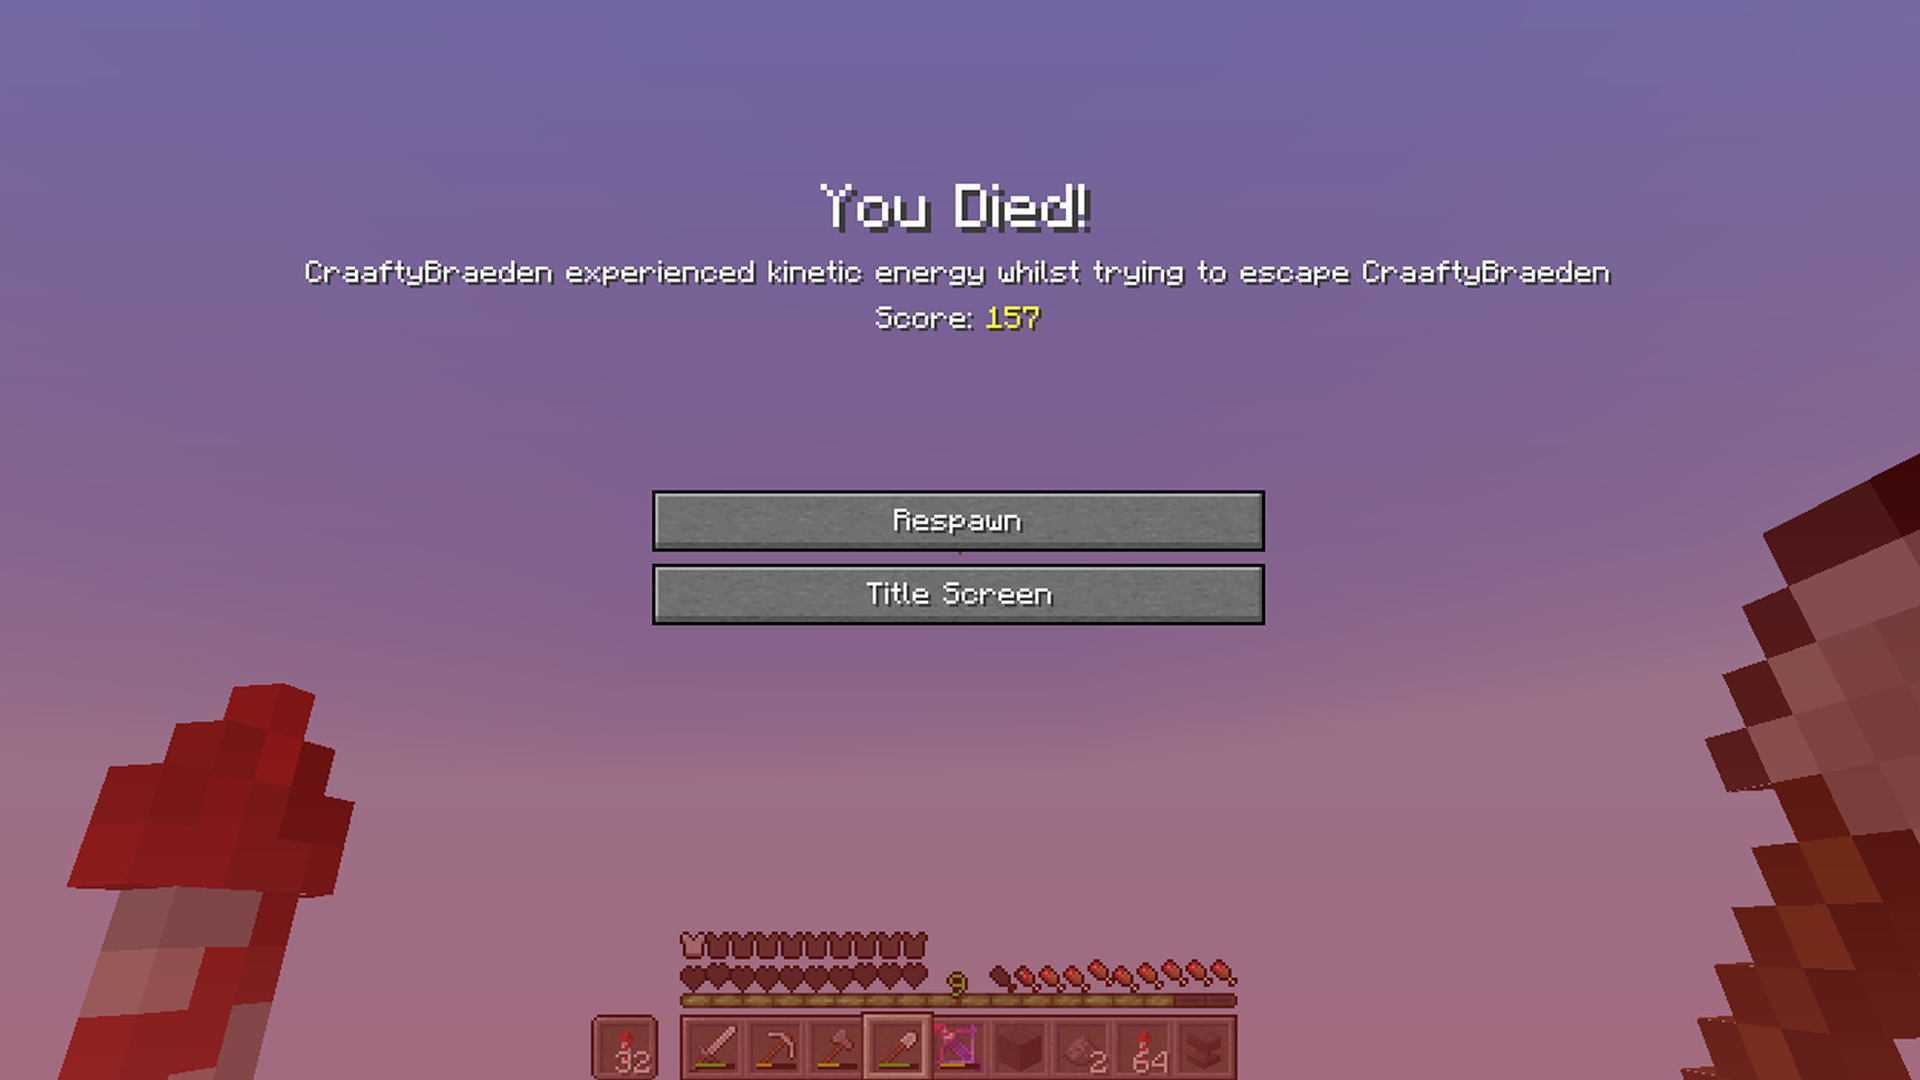 You Died!
CraaftyBraeden experienced kinetic energy whilst trying to escape CraaftyBraeden
Score: 157
Respawn
Title Screen
9
32 2 64